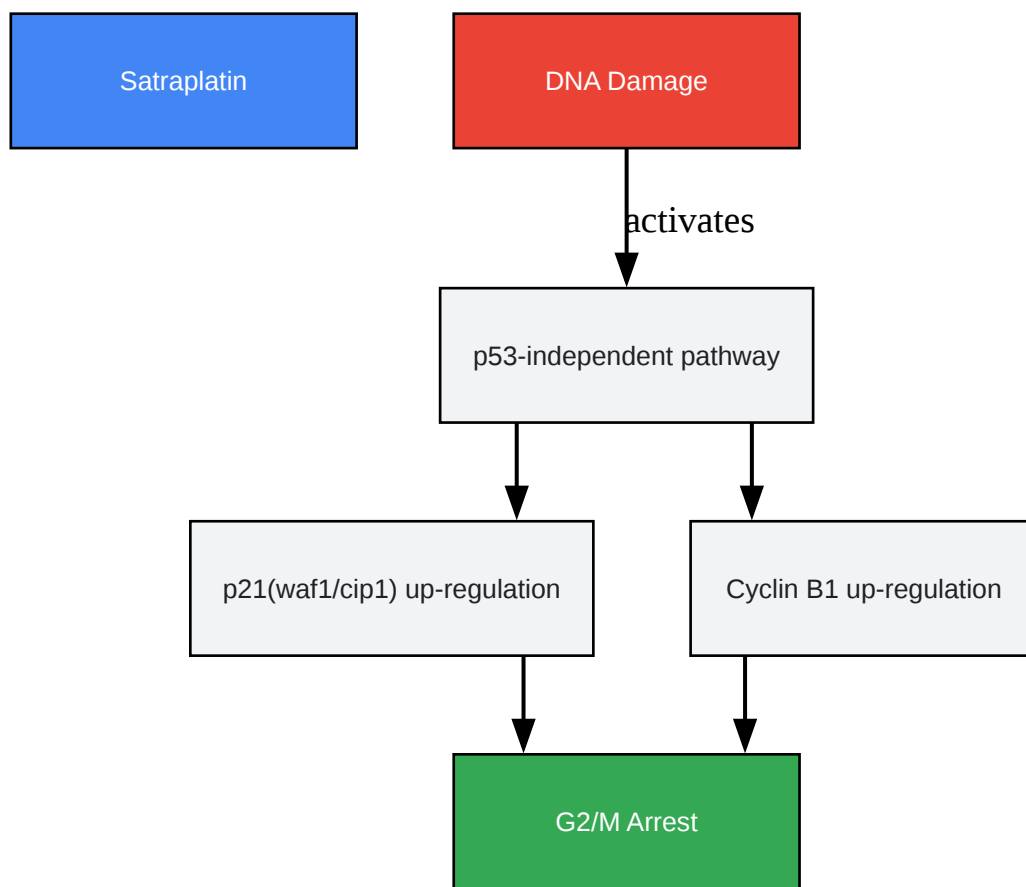 Satraplatin
DNA Damage
activates
p53-independent pathway
p21(waf1/cip1) up-regulation
Cyclin B1 up-regulation
G2/M Arrest